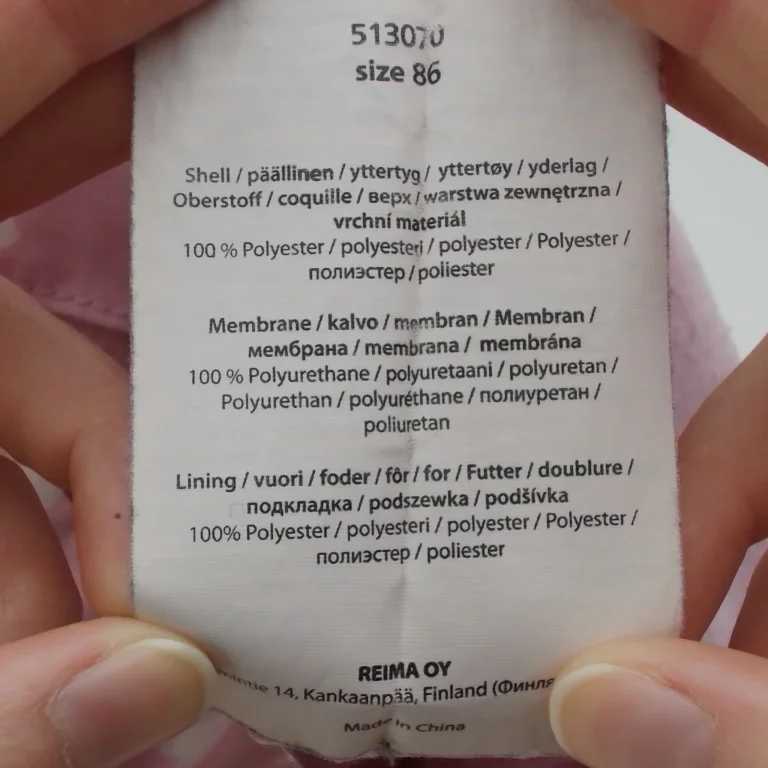 513070
size 86
Shell / päällinen / yttertyg / yttertøy / yderlag /
Oberstoff / coquille / верх / warstwa zewnętrzna /
vrchní materiál
100 % Polyester / polyesteri / polyester / Polyester /
полиэстер / poliester
Membrane / kalvo / membran / Membran /
мембрана / membrana / membrána
100 % Polyurethane / polyuretaani / polyuretan /
Polyurethan / polyuréthane / полиуретан /
poliuretan
Lining / vuori / foder / fôr / for / Futter / doublure /
подкладка / podszewka / podšívka
100% Polyester / polyesteri / polyester / Polyester /
полиэстер / poliester
REIMA OY
14, Kankaanpää, Finland
Made in China